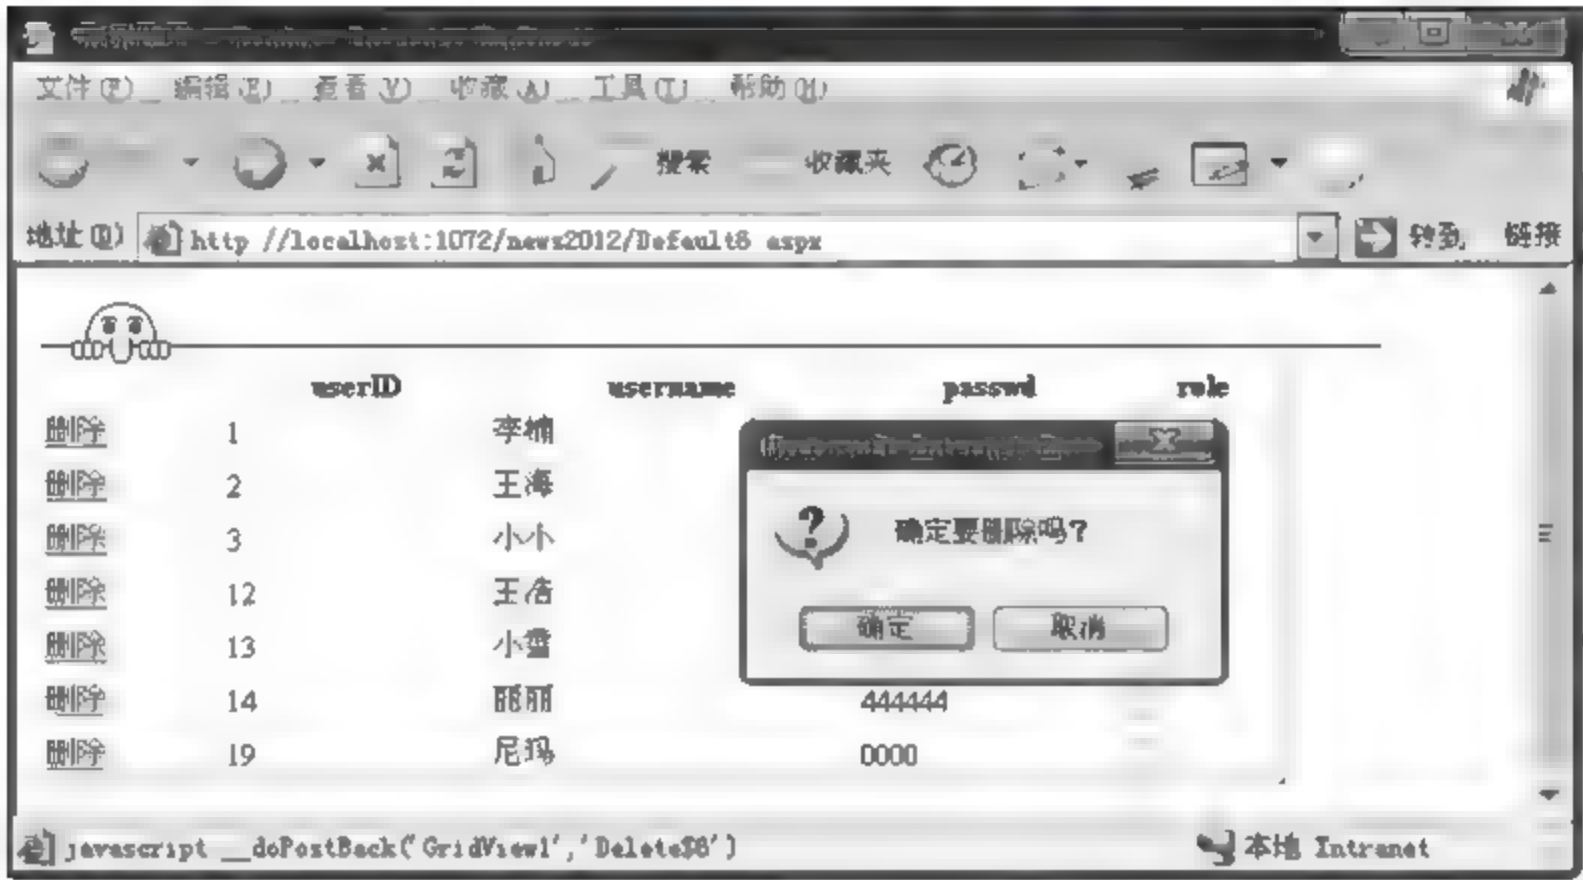 文件(F) 编辑(E) 查看(V) 收藏(A) 工具(T) 帮助(H)
搜索 收藏夹
地址(D) http://localhost:1072/news2012/Default8.aspx 转到 链接
userID username passwd role
删除 1 李楠
删除 2 王海
删除 3 小小
删除 12 王浩
删除 13 小雪
删除 14 丽丽 444444
删除 19 尼玛 0000
确定要删除吗?
确定 取消
javascript:__doPostBack('GridView1','Delete$6') 本地 Intranet